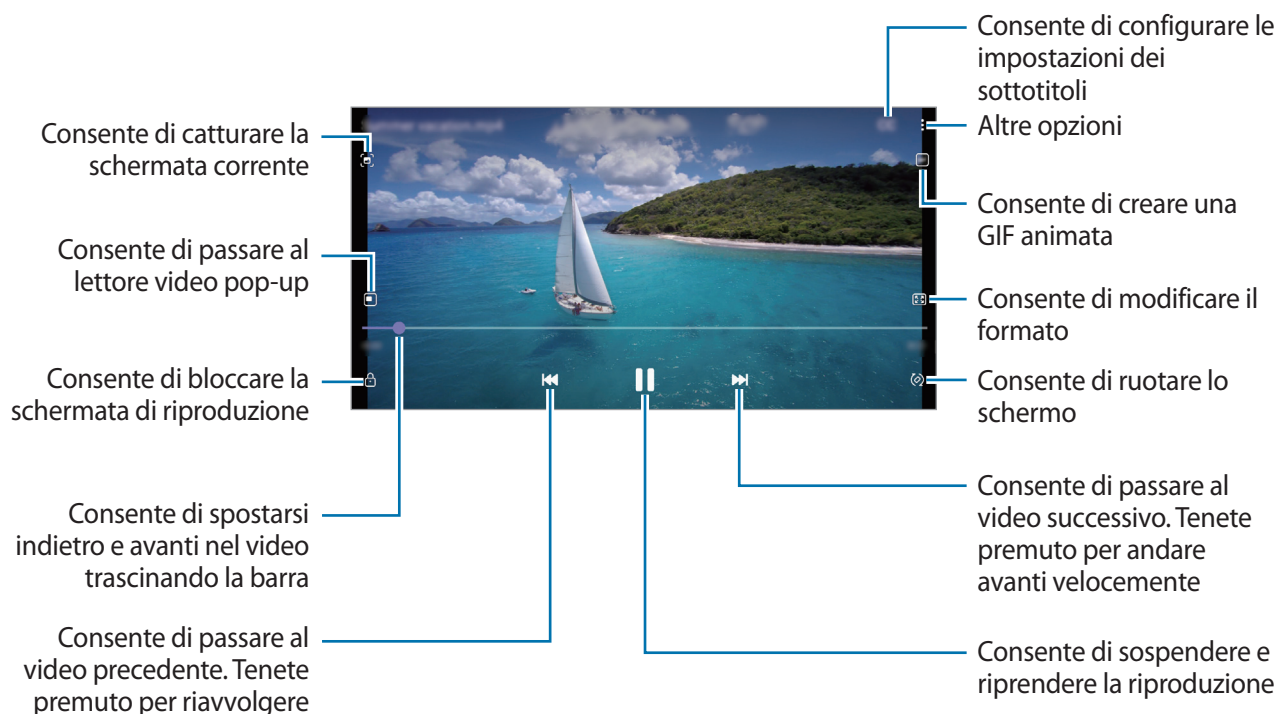 Consente di configurare le
impostazioni dei
sottotitoli
Altre opzioni
Consente di catturare la
schermata corrente
Consente di creare una
GIF animata
Consente di passare al
lettore video pop-up
Consente di modificare il
formato
Consente di bloccare la
schermata di riproduzione
Consente di ruotare lo
schermo
Consente di spostarsi
indietro e avanti nel video
trascinando la barra
Consente di passare al
video successivo. Tenete
premuto per andare
avanti velocemente
Consente di passare al
video precedente. Tenete
premuto per riavvolgere
Consente di sospendere e
riprendere la riproduzione